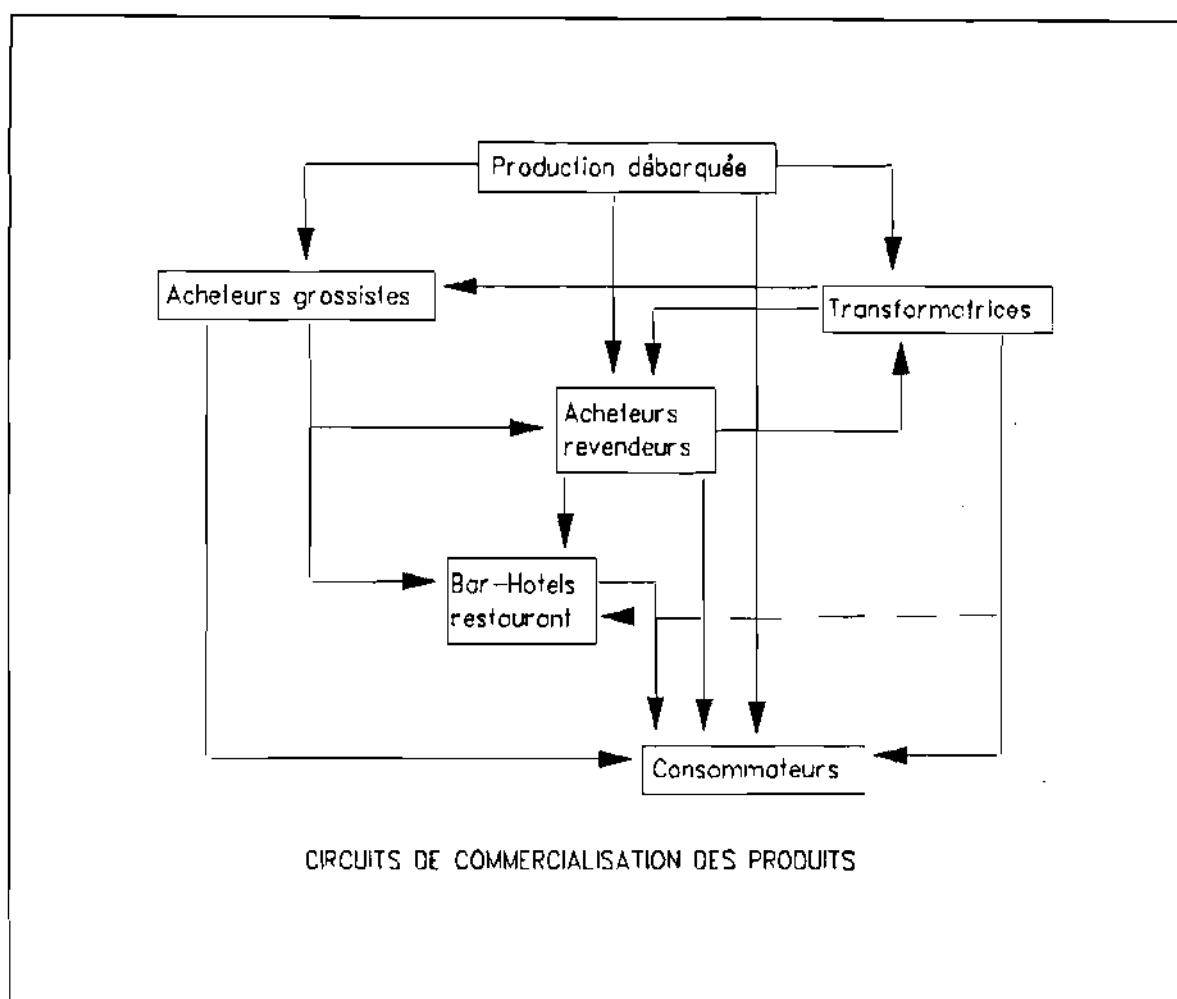 Production débarquée
Acheteurs grossistes
Transformatrices
Acheteurs
revendeurs
Bar-Hotels
restaurant
Consommateurs
CIRCUITS DE COMMERCIALISATION DES PRODUITS